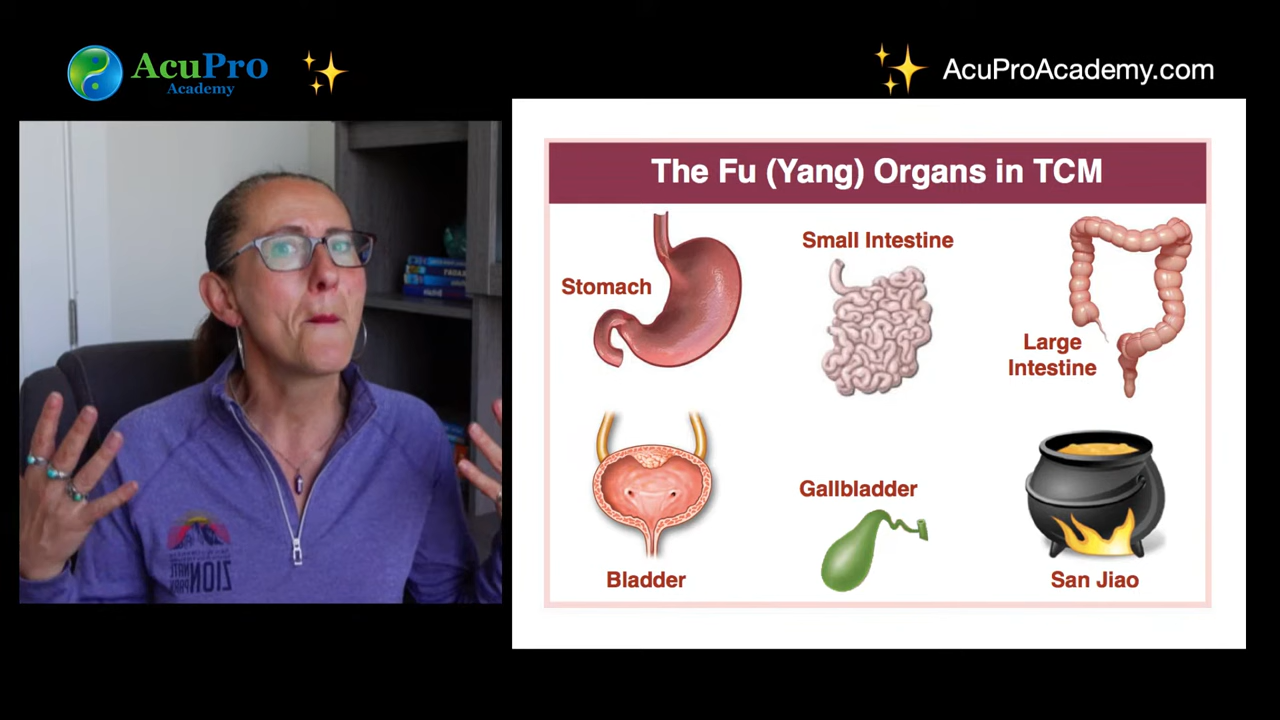 AcuPro
Academy
AcuProAcademy.com
The Fu (Yang) Organs in TCM
Stomach
Small Intestine
Large
Intestine
Bladder
Gallbladder
San Jiao
ZION